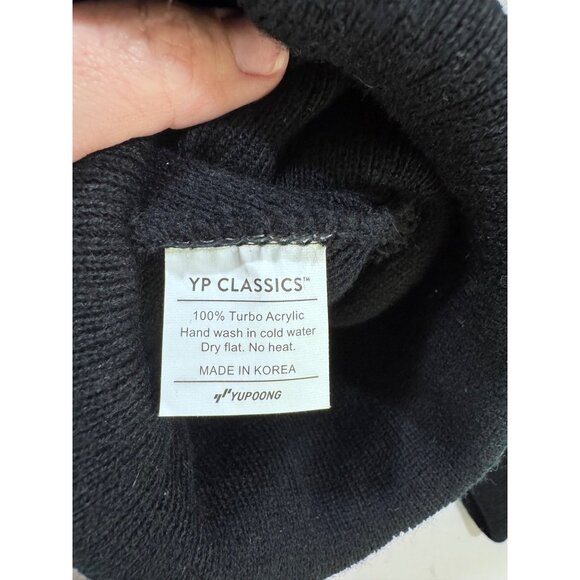 YP CLASSICS™
100% Turbo Acrylic
Hand wash in cold water
Dry flat. No heat.
MADE IN KOREA
YUPOONG